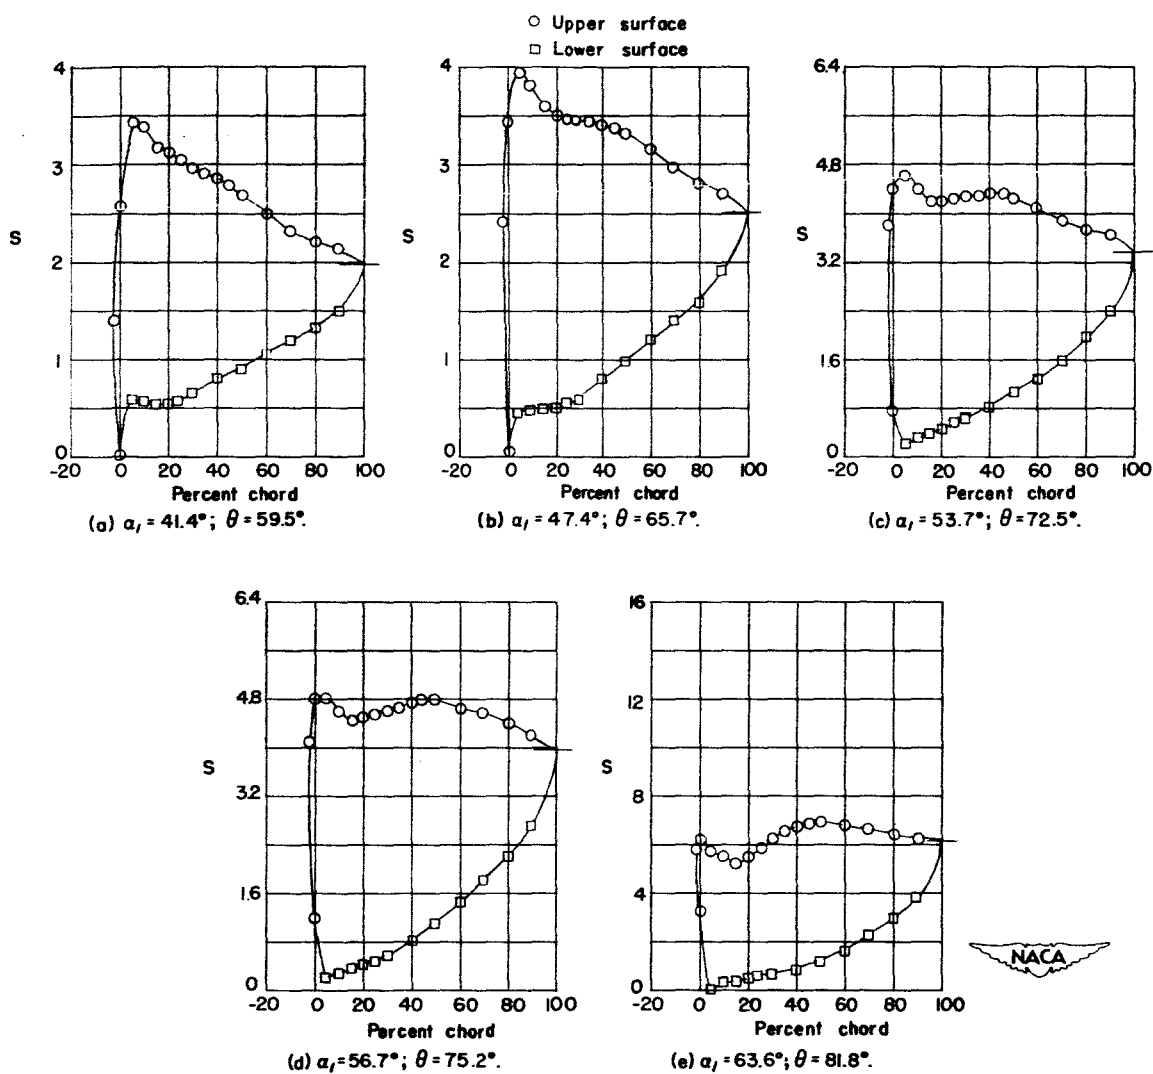 ○ Upper surface
□ Lower surface
4
3
S
2
1
0
-20 0 20 40 60 80 100
Percent chord
(a) α₁ = 41.4°; θ = 59.5°.
4
3
S
2
1
0
-20 0 20 40 60 80 100
Percent chord
(b) α₁ = 47.4°; θ = 65.7°.
6.4
4.8
S
3.2
1.6
0
-20 0 20 40 60 80 100
Percent chord
(c) α₁ = 53.7°; θ = 72.5°.
6.4
4.8
S
3.2
1.6
0
-20 0 20 40 60 80 100
Percent chord
(d) α₁ = 56.7°; θ = 75.2°.
16
12
S
8
4
0
-20 0 20 40 60 80 100
Percent chord
(e) α₁ = 63.6°; θ = 81.8°.
NACA